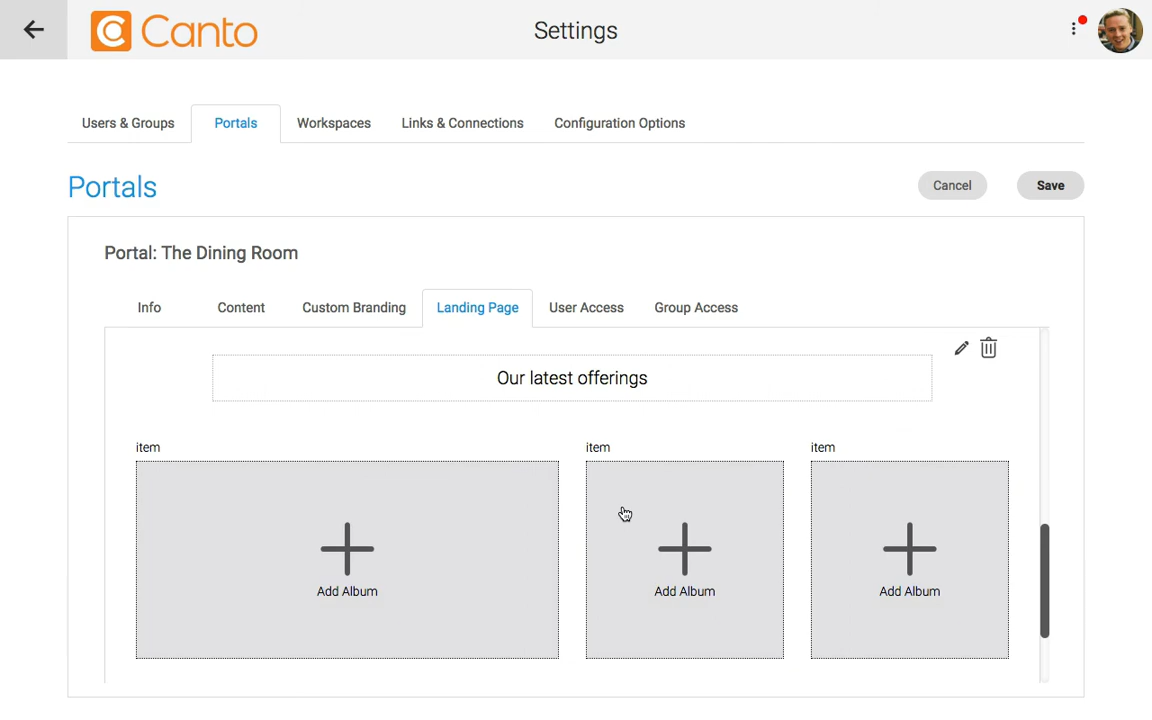 Canto
Settings
Users & Groups
Portals
Workspaces
Links & Connections
Configuration Options
Portals
Cancel
Save
Portal: The Dining Room
Info
Content
Custom Branding
Landing Page
User Access
Group Access
Our latest offerings
item
item
item
Add Album
Add Album
Add Album